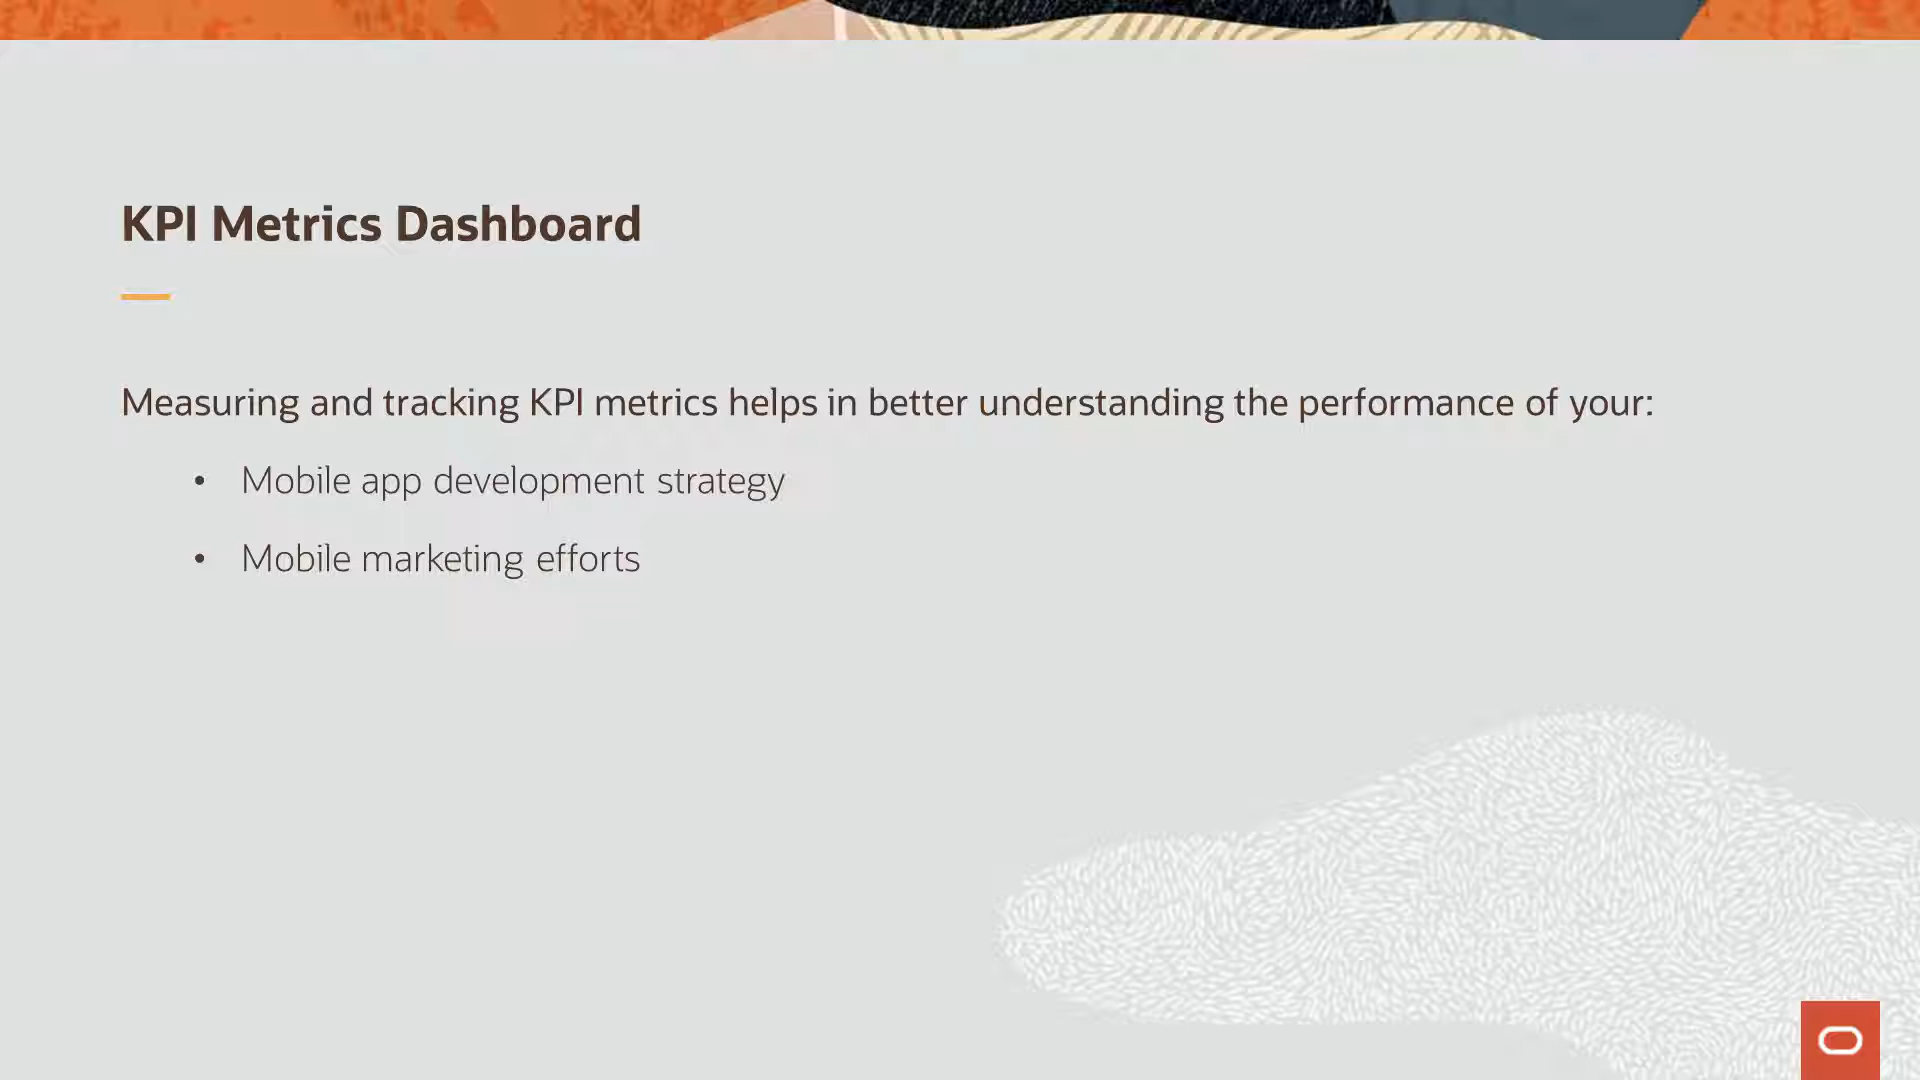 KPI Metrics Dashboard
Measuring and tracking KPI metrics helps in better understanding the performance of your:
• Mobile app development strategy
• Mobile marketing efforts